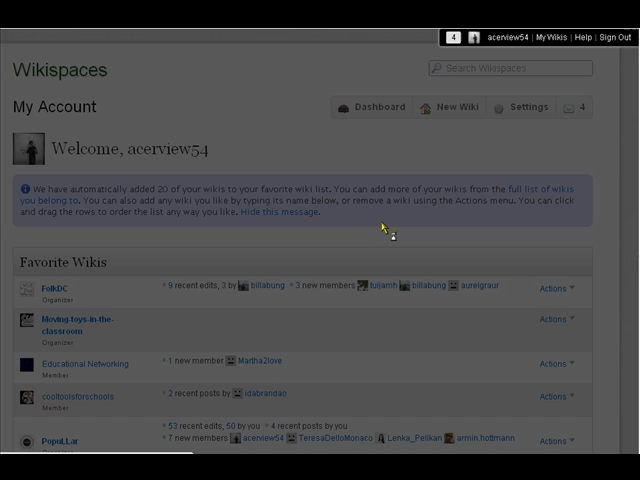 4 acerview54 | My Wikis | Help | Sign Out
Wikispaces
Search Wikispaces
My Account
Dashboard New Wiki Settings 4
Welcome, acerview54
We have automatically added 20 of your wikis to your favorite wiki list. You can add more of your wikis from the full list of wikis
you belong to. You can also add any wiki you like by typing its name below, or remove a wiki using the Actions menu. You can click
and drag the rows to order the list any way you like. Hide this message.
Favorite Wikis
FolkDC 9 recent edits, 3 by billabung 3 new members tuijamh billabung aurelgraur Actions
Organizer
Moving-toys-in-the- Actions
classroom
Organizer
Educational Networking 1 new member Martha2love Actions
Member
cooltoolsforschools 2 recent posts by idabrandao Actions
Member
53 recent edits, 50 by you 4 recent posts by you
PopuLLar 7 new members acerview54 TeresaDelloMonaco Lenka_Pelikan armin.hottmann Actions